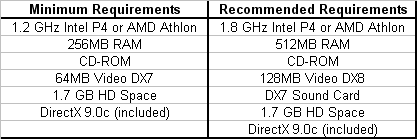 Minimum Requirements Recommended Requirements
1.2 GHz Intel P4 or AMD Athlon 1.8 GHz Intel P4 or AMD Athlon
256MB RAM 512MB RAM
CD-ROM CD-ROM
64MB Video DX7 128MB Video DX8
1.7 GB HD Space DX7 Sound Card
DirectX 9.0c (included) 1.7 GB HD Space
DirectX 9.0c (included)